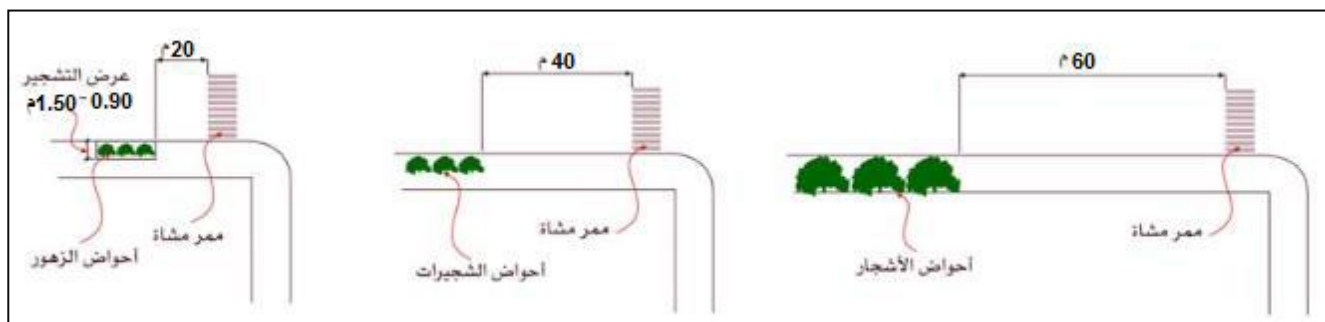 20م
عرض التشجير
0.90 - 1.50م
ممر مشاة
أحواض الزهور
40 م
ممر مشاة
أحواض الشجيرات
60 م
ممر مشاة
أحواض الأشجار